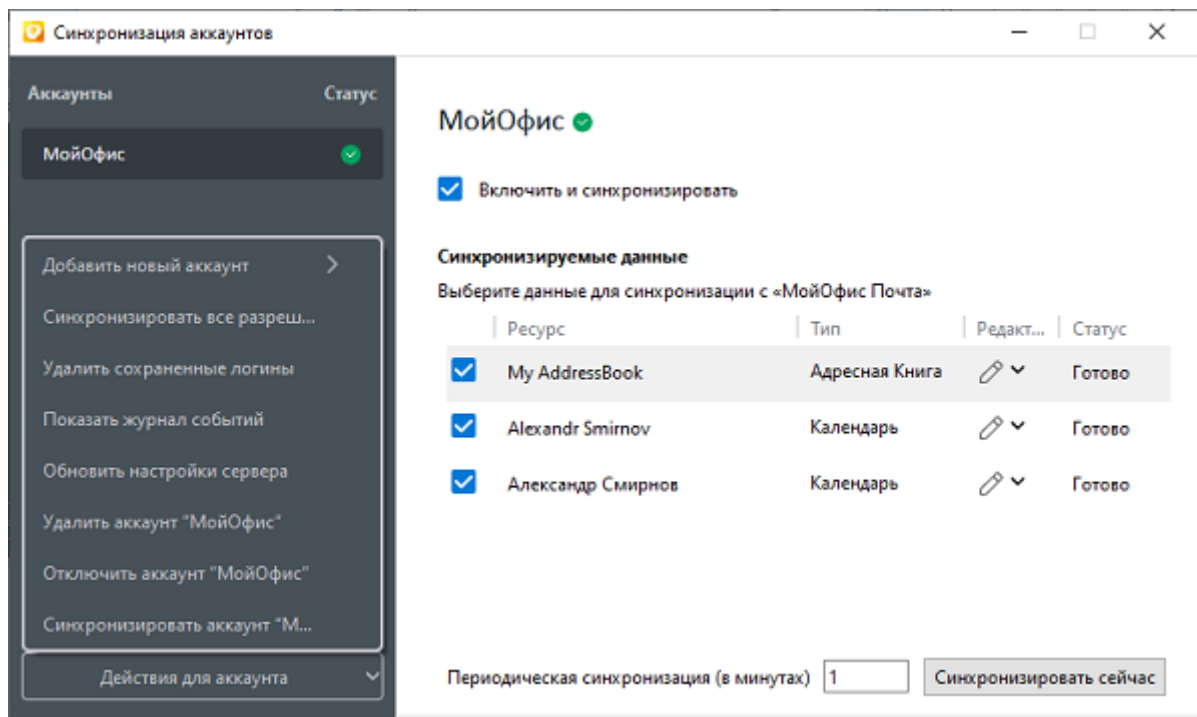 Синхронизация аккаунтов
Аккаунты Статус
МойОфис
Добавить новый аккаунт
Синхронизировать все разреш...
Удалить сохраненные логины
Показать журнал событий
Обновить настройки сервера
Удалить аккаунт "МойОфис"
Отключить аккаунт "МойОфис"
Синхронизировать аккаунт "М...
Действия для аккаунта
МойОфис
Включить и синхронизировать
Синхронизируемые данные
Выберите данные для синхронизации с «МойОфис Почта»
Ресурс Тип Редакт... Статус
My AddressBook Адресная Книга Готово
Alexandr Smirnov Календарь Готово
Александр Смирнов Календарь Готово
Периодическая синхронизация (в минутах) 1 Синхронизировать сейчас